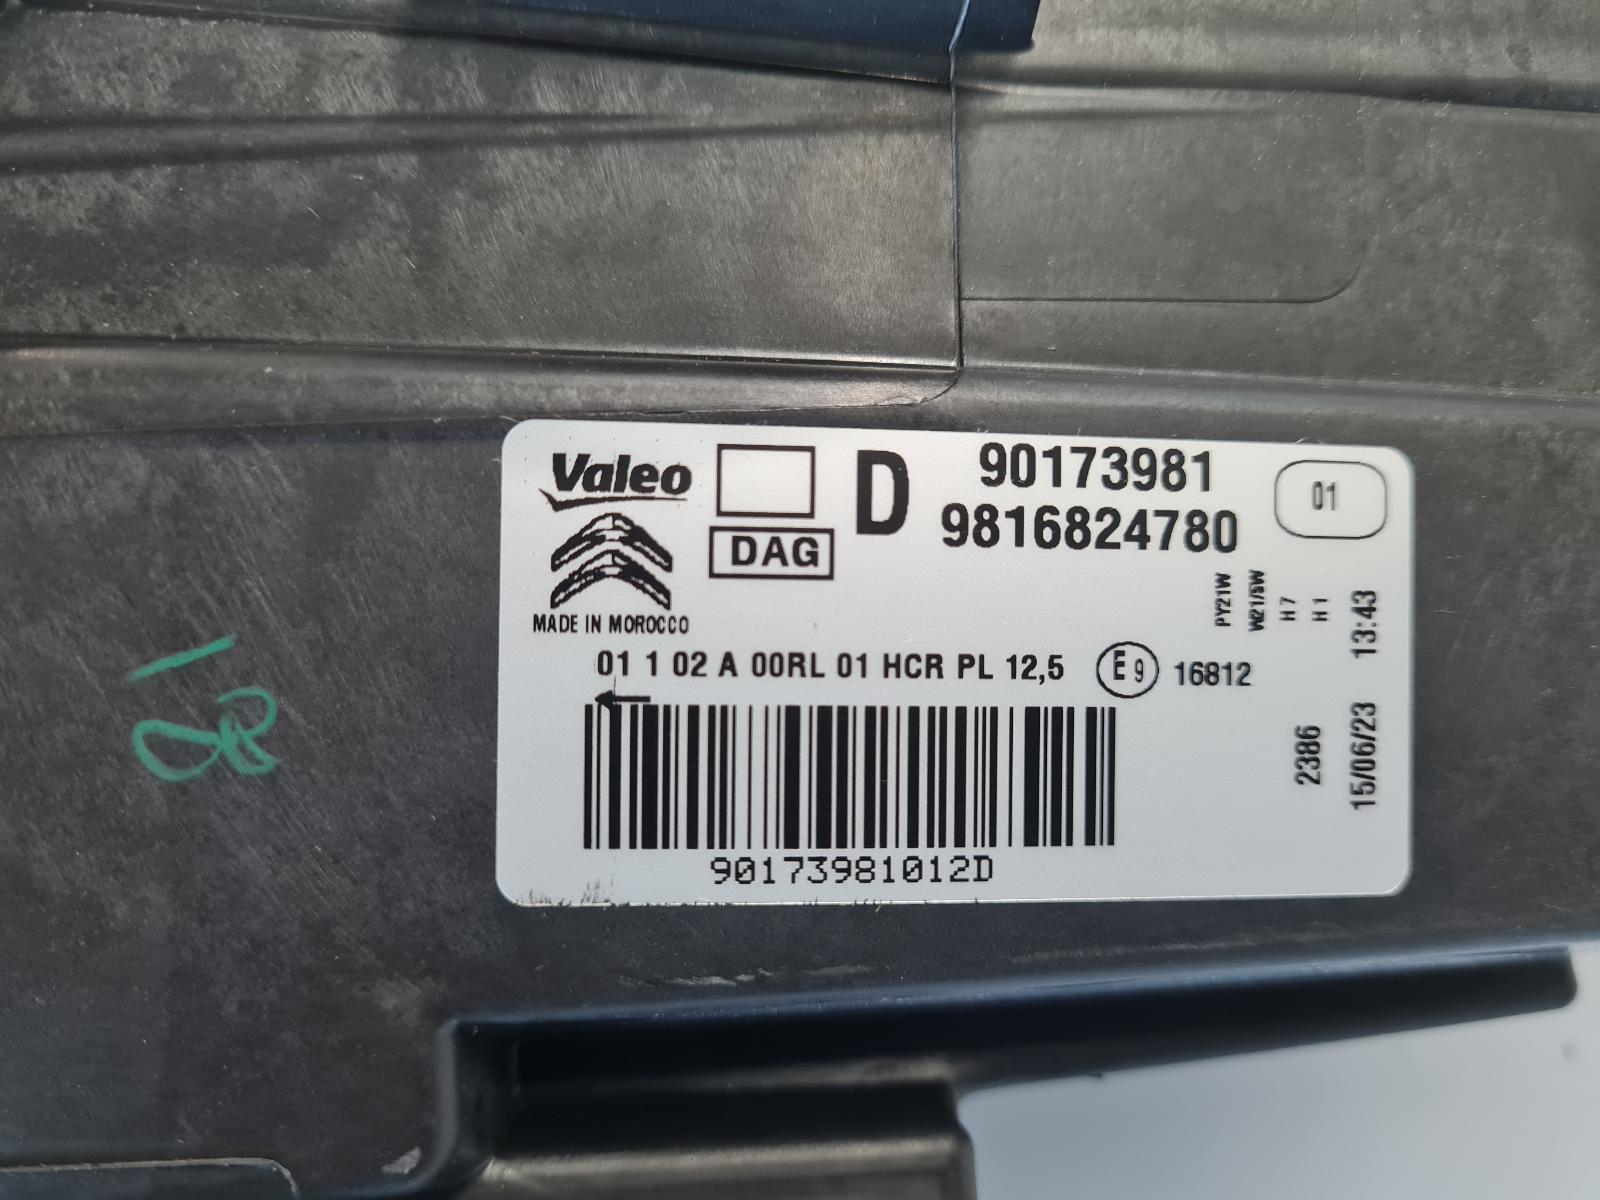 Valeo
DAG
D
90173981
9816824780
01
MADE IN MOROCCO
PY21W
W21/5W
H7
H1
13:43
01 1 02 A 00RL 01 HCR PL 12,5
E9
16812
2386
15/06/23
90173981012D